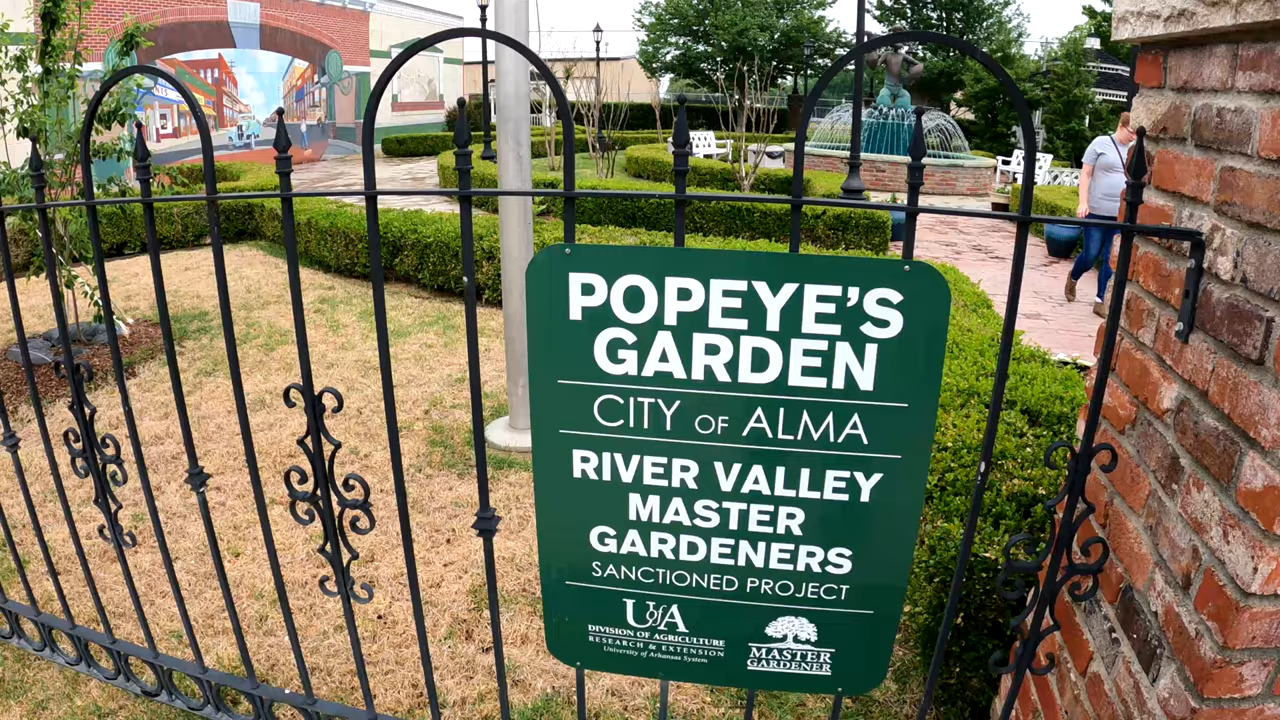 POPEYE'S
GARDEN
CITY OF ALMA
RIVER VALLEY
MASTER
GARDENERS
SANCTIONED PROJECT
UofA
DIVISION OF AGRICULTURE
RESEARCH & EXTENSION
University of Arkansas System
MASTER
GARDENER